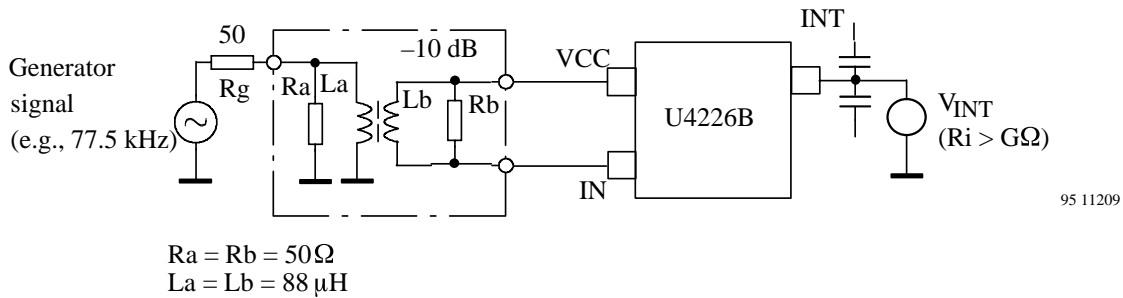 INT
50
–10 dB
VCC
Generator
signal
(e.g., 77.5 kHz)
Rg
Ra
La
Lb
Rb
U4226B
VINT
(Ri > GΩ)
IN
95 11209
Ra = Rb = 50Ω
La = Lb = 88 µH